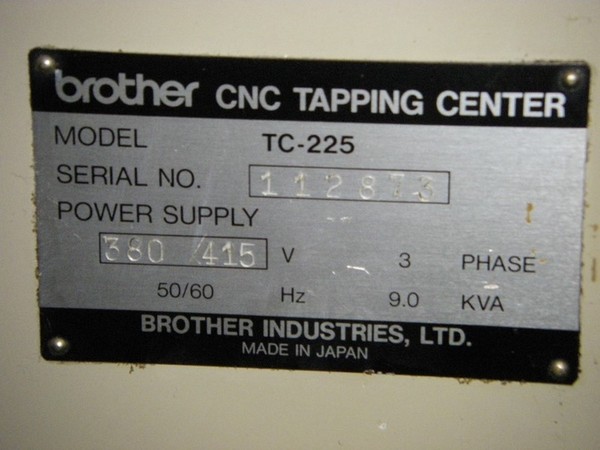 brother CNC TAPPING CENTER
MODEL TC-225
SERIAL NO. 112873
POWER SUPPLY
380/415 V 3 PHASE
50/60 Hz 9.0 KVA
BROTHER INDUSTRIES, LTD.
MADE IN JAPAN